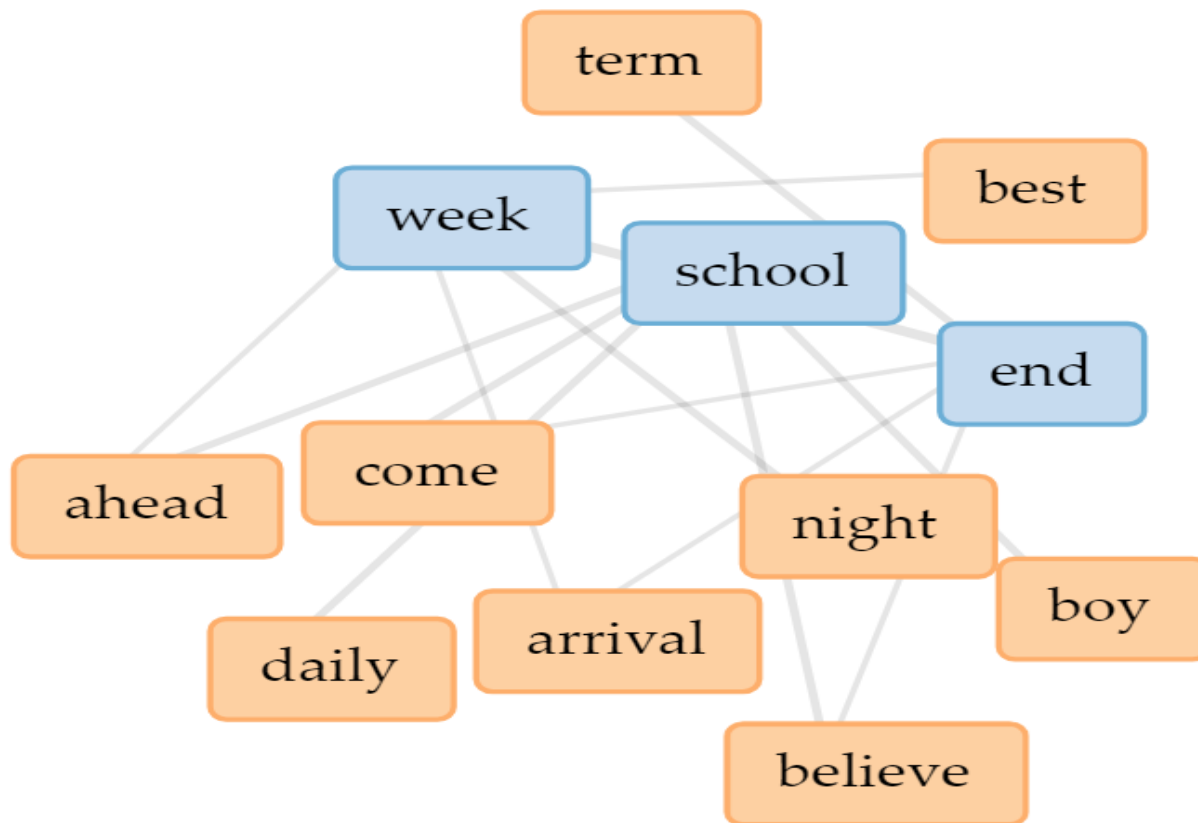 term
best
week
school
end
come
ahead
night
boy
arrival
daily
believe